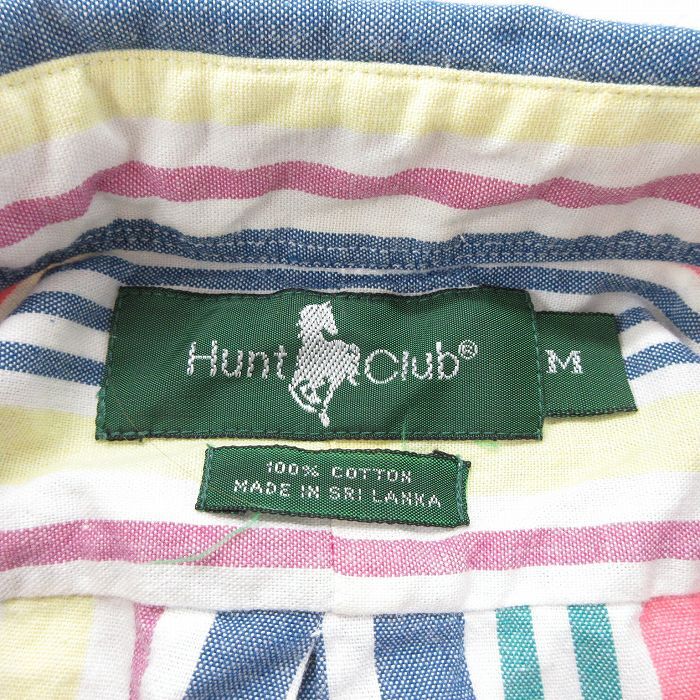 Hunt Club®
M
100% COTTON
MADE IN SRI LANKA